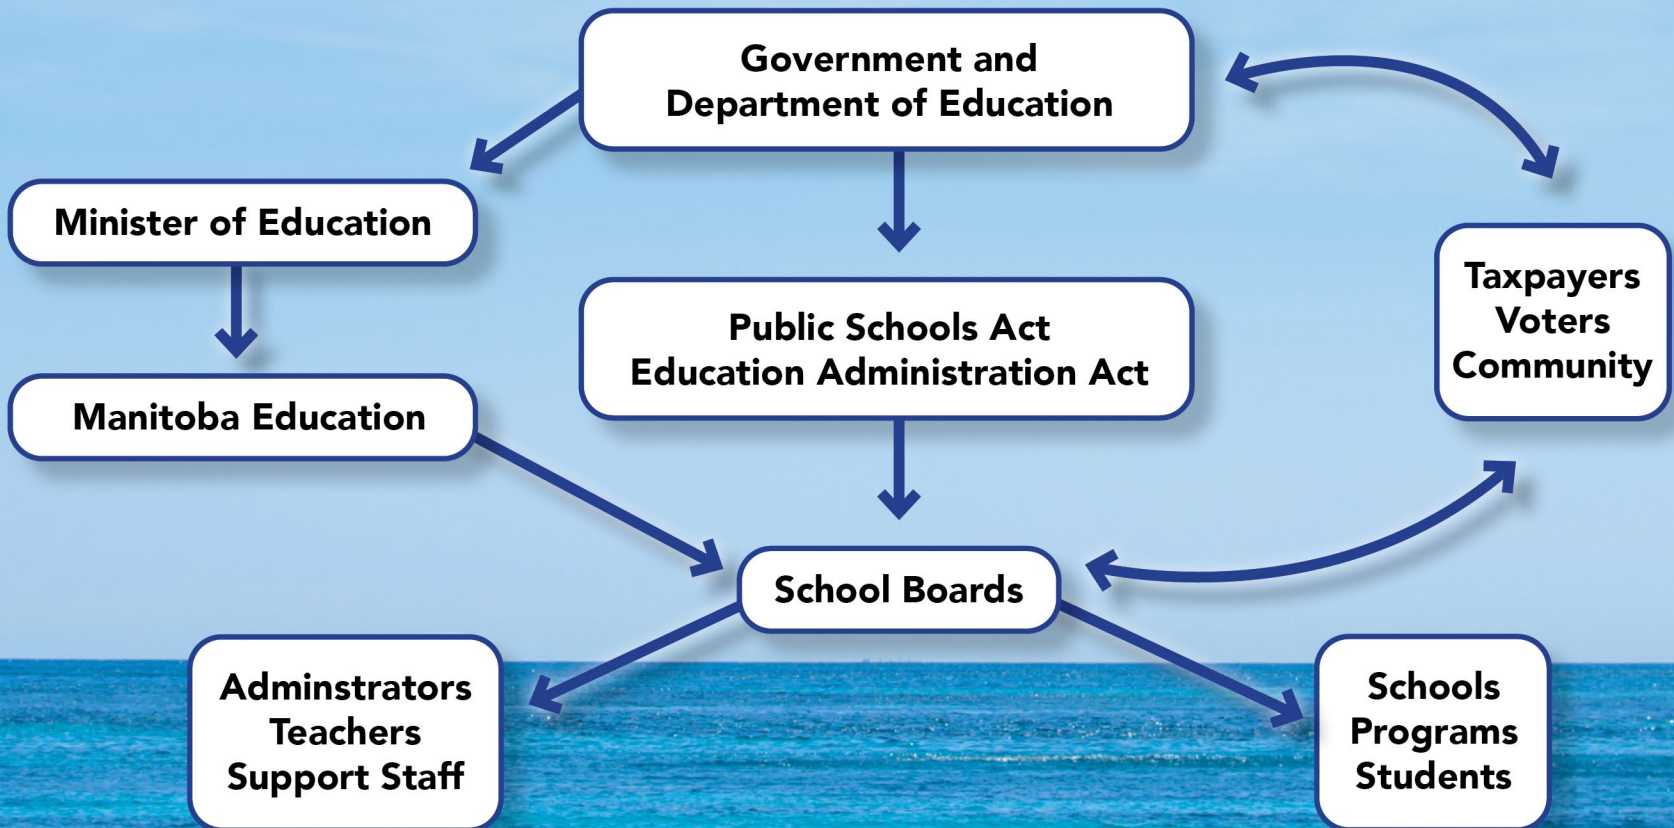 Government and
Department of Education
Minister of Education
Public Schools Act
Education Administration Act
Taxpayers
Voters
Community
Manitoba Education
School Boards
Adminstrators
Teachers
Support Staff
Schools
Programs
Students